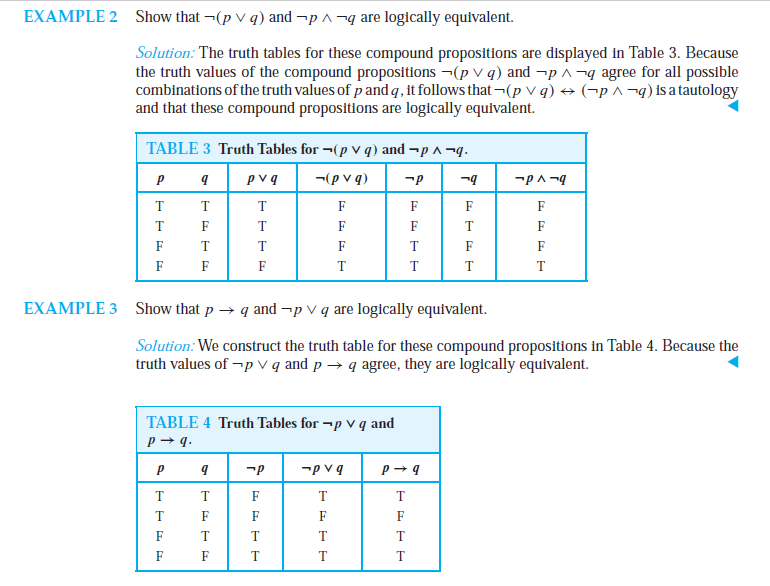 EXAMPLE 2 Show that ¬(p ∨ q) and ¬p ∧ ¬q are logically equivalent.
Solution: The truth tables for these compound propositions are displayed in Table 3. Because
the truth values of the compound propositions ¬(p ∨ q) and ¬p ∧ ¬q agree for all possible
combinations of the truth values of p and q, it follows that ¬(p ∨ q) ↔ (¬p ∧ ¬q) is a tautology
and that these compound propositions are logically equivalent.
TABLE 3 Truth Tables for ¬(p ∨ q) and ¬p ∧ ¬q.
p q p ∨ q ¬(p ∨ q) ¬p ¬q ¬p ∧ ¬q
T T T F F F F
T F T F F T F
F T T F T F F
F F F T T T T
EXAMPLE 3 Show that p → q and ¬p ∨ q are logically equivalent.
Solution: We construct the truth table for these compound propositions in Table 4. Because the
truth values of ¬p ∨ q and p → q agree, they are logically equivalent.
TABLE 4 Truth Tables for ¬p ∨ q and
p → q.
p q ¬p ¬p ∨ q p → q
T T F T T
T F F F F
F T T T T
F F T T T